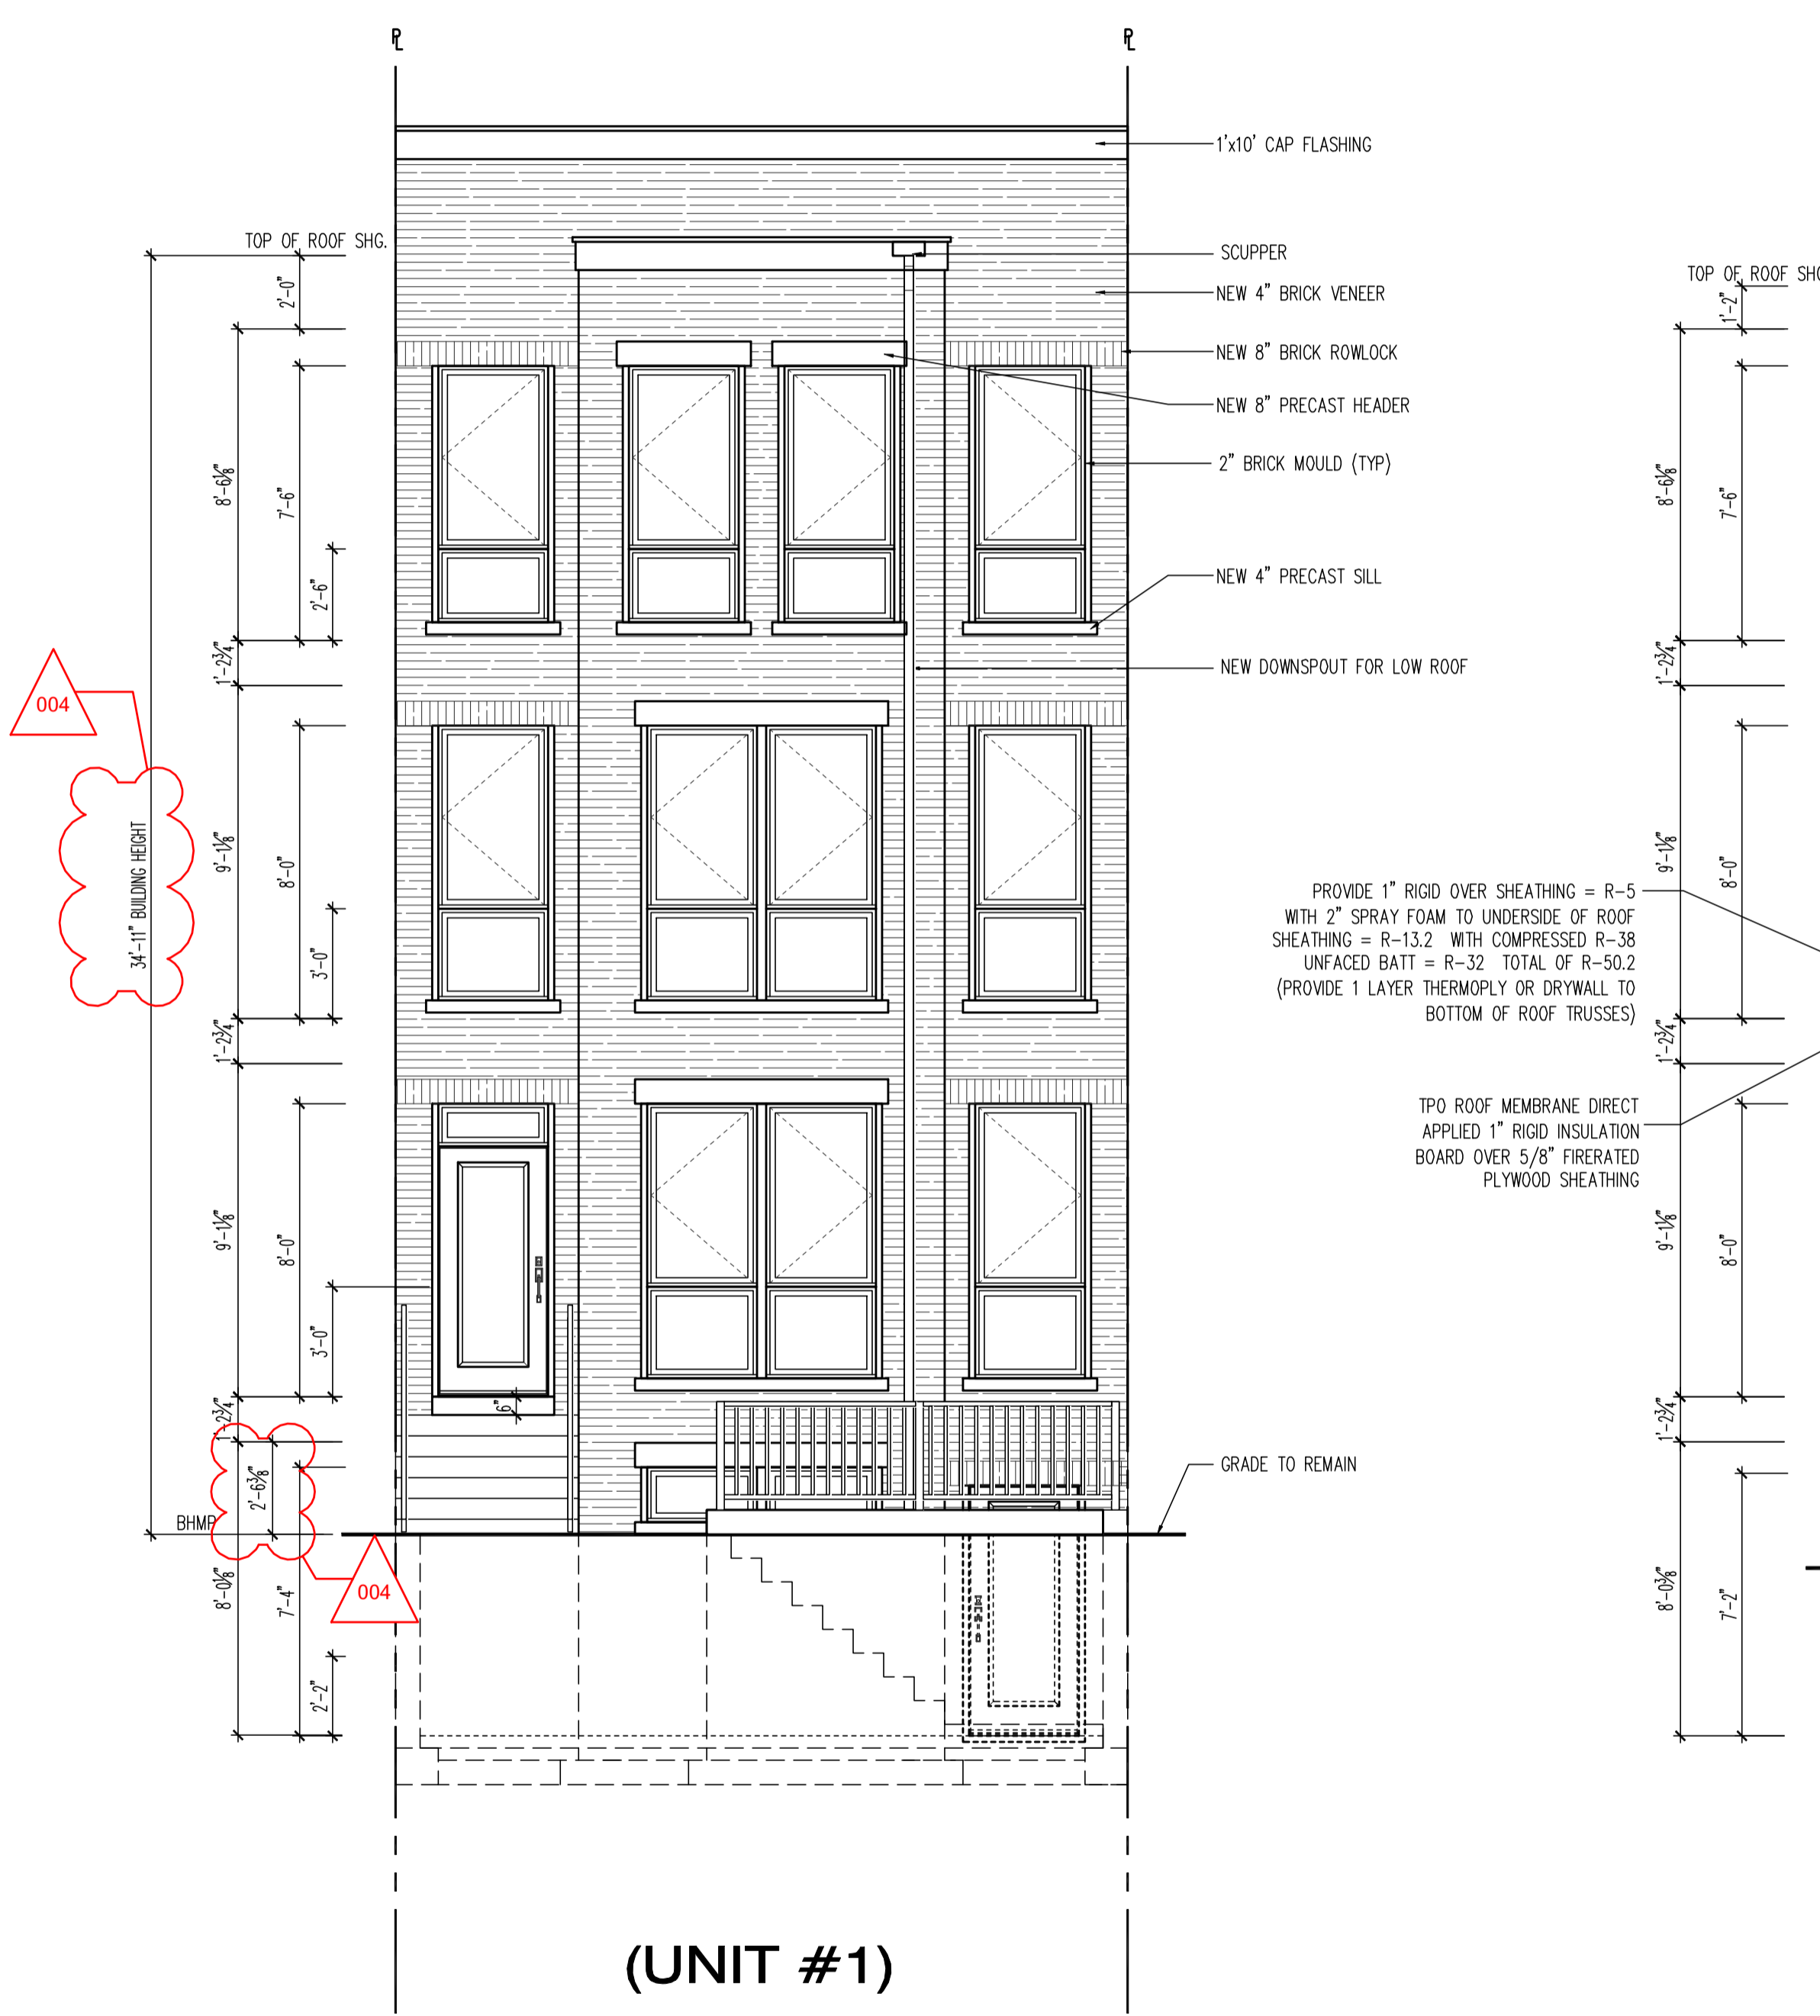 PL
PL
1'x10' CAP FLASHING
TOP OF ROOF SHG.
SCUPPER
NEW 4" BRICK VENEER
NEW 8" BRICK ROWLOCK
NEW 8" PRECAST HEADER
2" BRICK MOULD (TYP)
NEW 4" PRECAST SILL
NEW DOWNSPOUT FOR LOW ROOF
GRADE TO REMAIN
2'-0"
8'-6⅛"
7'-6"
2'-6"
1'-2¾"
9'-1⅛"
8'-0"
3'-0"
1'-2¾"
9'-1⅛"
8'-0"
3'-0"
1'-2¾"
6"
2'-6⅜"
BHMP
8'-0⅛"
7'-4"
2'-2"
004
34'-11" BUILDING HEIGHT
004
PROVIDE 1" RIGID OVER SHEATHING = R-5
WITH 2" SPRAY FOAM TO UNDERSIDE OF ROOF
SHEATHING = R-13.2 WITH COMPRESSED R-38
UNFACED BATT = R-32 TOTAL OF R-50.2
(PROVIDE 1 LAYER THERMOPLY OR DRYWALL TO
BOTTOM OF ROOF TRUSSES)
TPO ROOF MEMBRANE DIRECT
APPLIED 1" RIGID INSULATION
BOARD OVER 5/8" FIRERATED
PLYWOOD SHEATHING
TOP OF ROOF SHG
1'-2"
8'-6⅛"
7'-6"
1'-2¾"
9'-1⅛"
8'-0"
1'-2¾"
9'-1⅛"
8'-0"
1'-2¾"
8'-0⅜"
7'-2"
(UNIT #1)